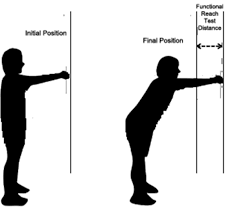 Initial Position
Final Position
Functional
Reach
Test
Distance